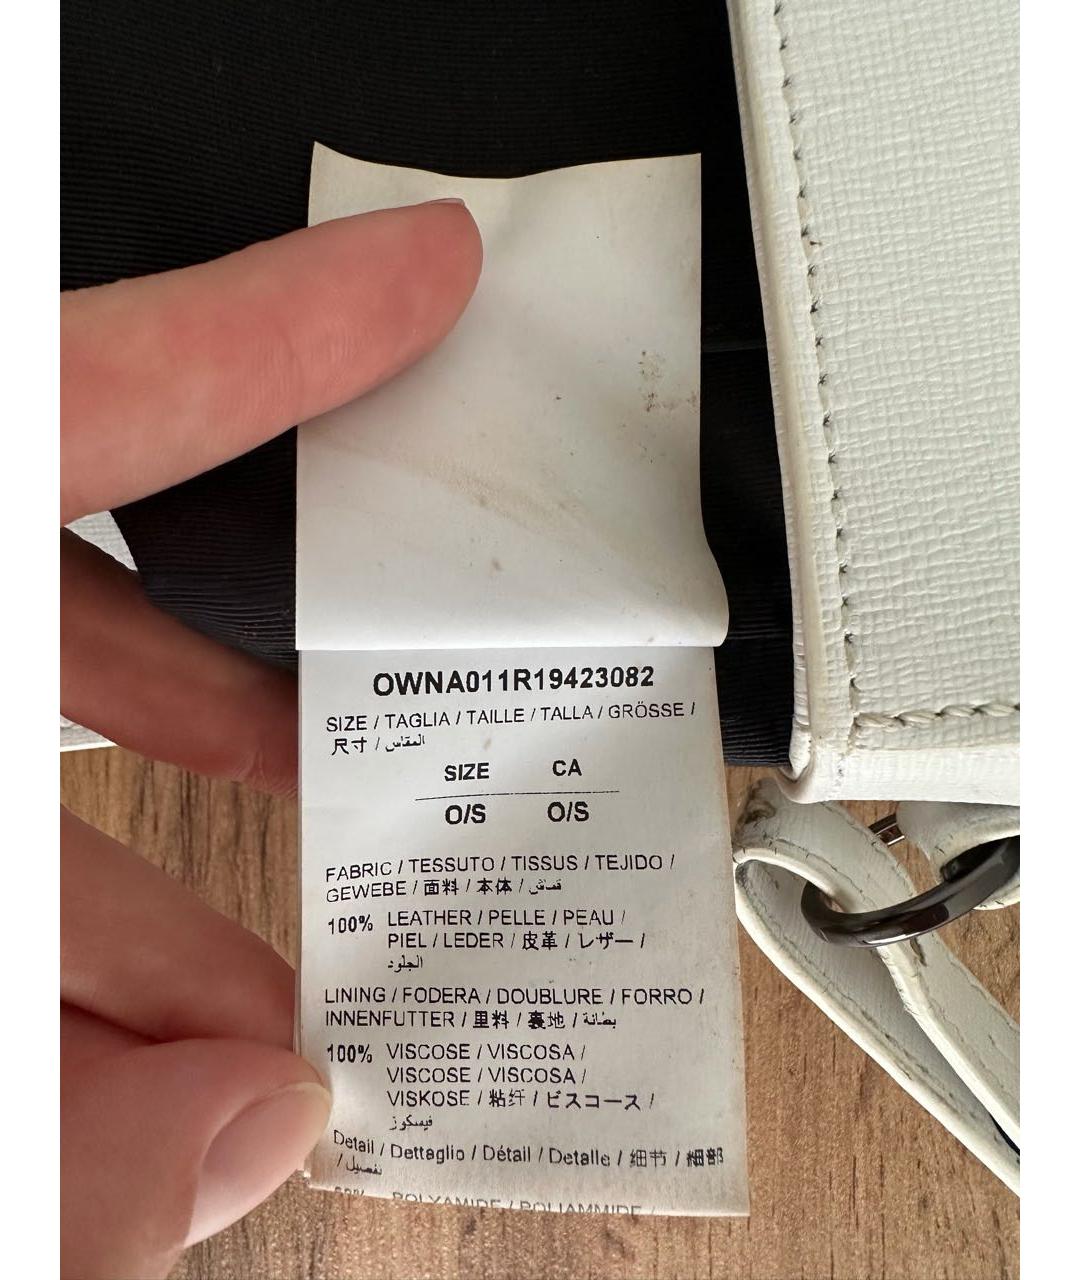 OWNA011R19423082
SIZE / TAGLIA / TAILLE / TALLA / GRÖSSE /
尺寸 / المقاس
SIZE CA
O/S O/S
FABRIC / TESSUTO / TISSUS / TEJIDO /
GEWEBE / 面料 / 本体 / قماش
100% LEATHER / PELLE / PEAU /
PIEL / LEDER / 皮革 / レザー /
الجلود
LINING / FODERA / DOUBLURE / FORRO /
INNENFUTTER / 里料 / 裏地 / بطانة
100% VISCOSE / VISCOSA /
VISCOSE / VISCOSA /
VISKOSE / 粘纤 / ビスコース /
فيسكوز
Detail / Dettaglio / Détail / Detalle / 细节 / 細部
/ تفصيل
POLYAMIDE / POLIAMMIDE /